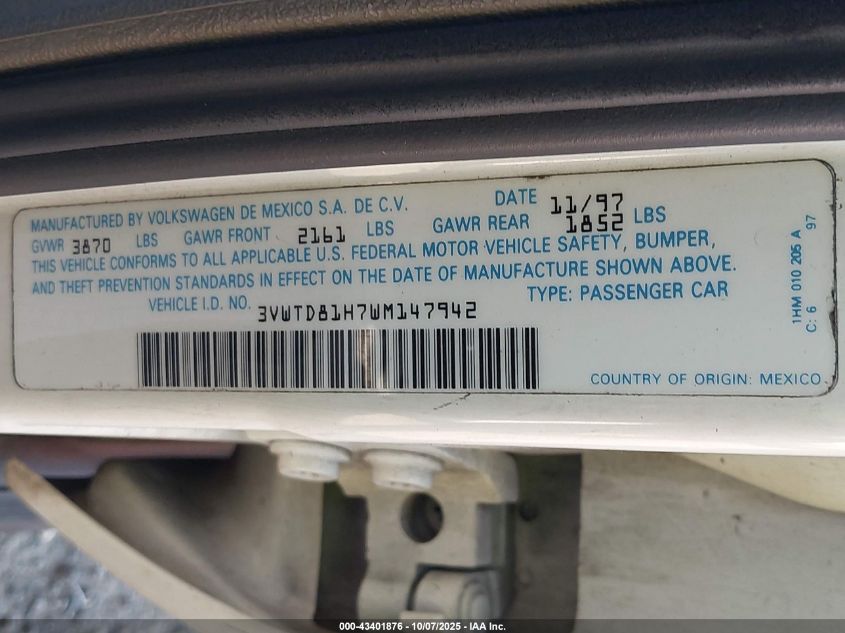 MANUFACTURED BY VOLKSWAGEN DE MEXICO S.A. DE C.V. DATE 11/97
GVWR 3870 LBS GAWR FRONT 2161 LBS GAWR REAR 1852 LBS
THIS VEHICLE CONFORMS TO ALL APPLICABLE U.S. FEDERAL MOTOR VEHICLE SAFETY, BUMPER,
AND THEFT PREVENTION STANDARDS IN EFFECT ON THE DATE OF MANUFACTURE SHOWN ABOVE.
VEHICLE I.D. NO. 3VWTD81H7WM147942 TYPE: PASSENGER CAR
COUNTRY OF ORIGIN: MEXICO
1HM 010 205 A 97
C: 6
000-43401876 - 10/07/2025 - IAA Inc.